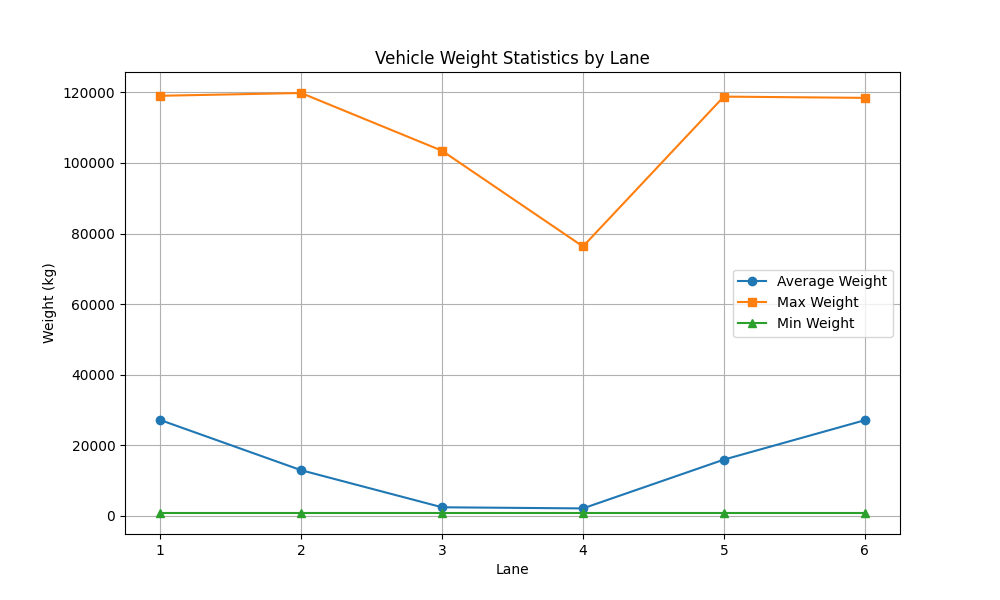 Vehicle Weight Statistics by Lane
120000
100000
80000
60000
40000
20000
0
Weight (kg)
Average Weight
Max Weight
Min Weight
1 2 3 4 5 6
Lane